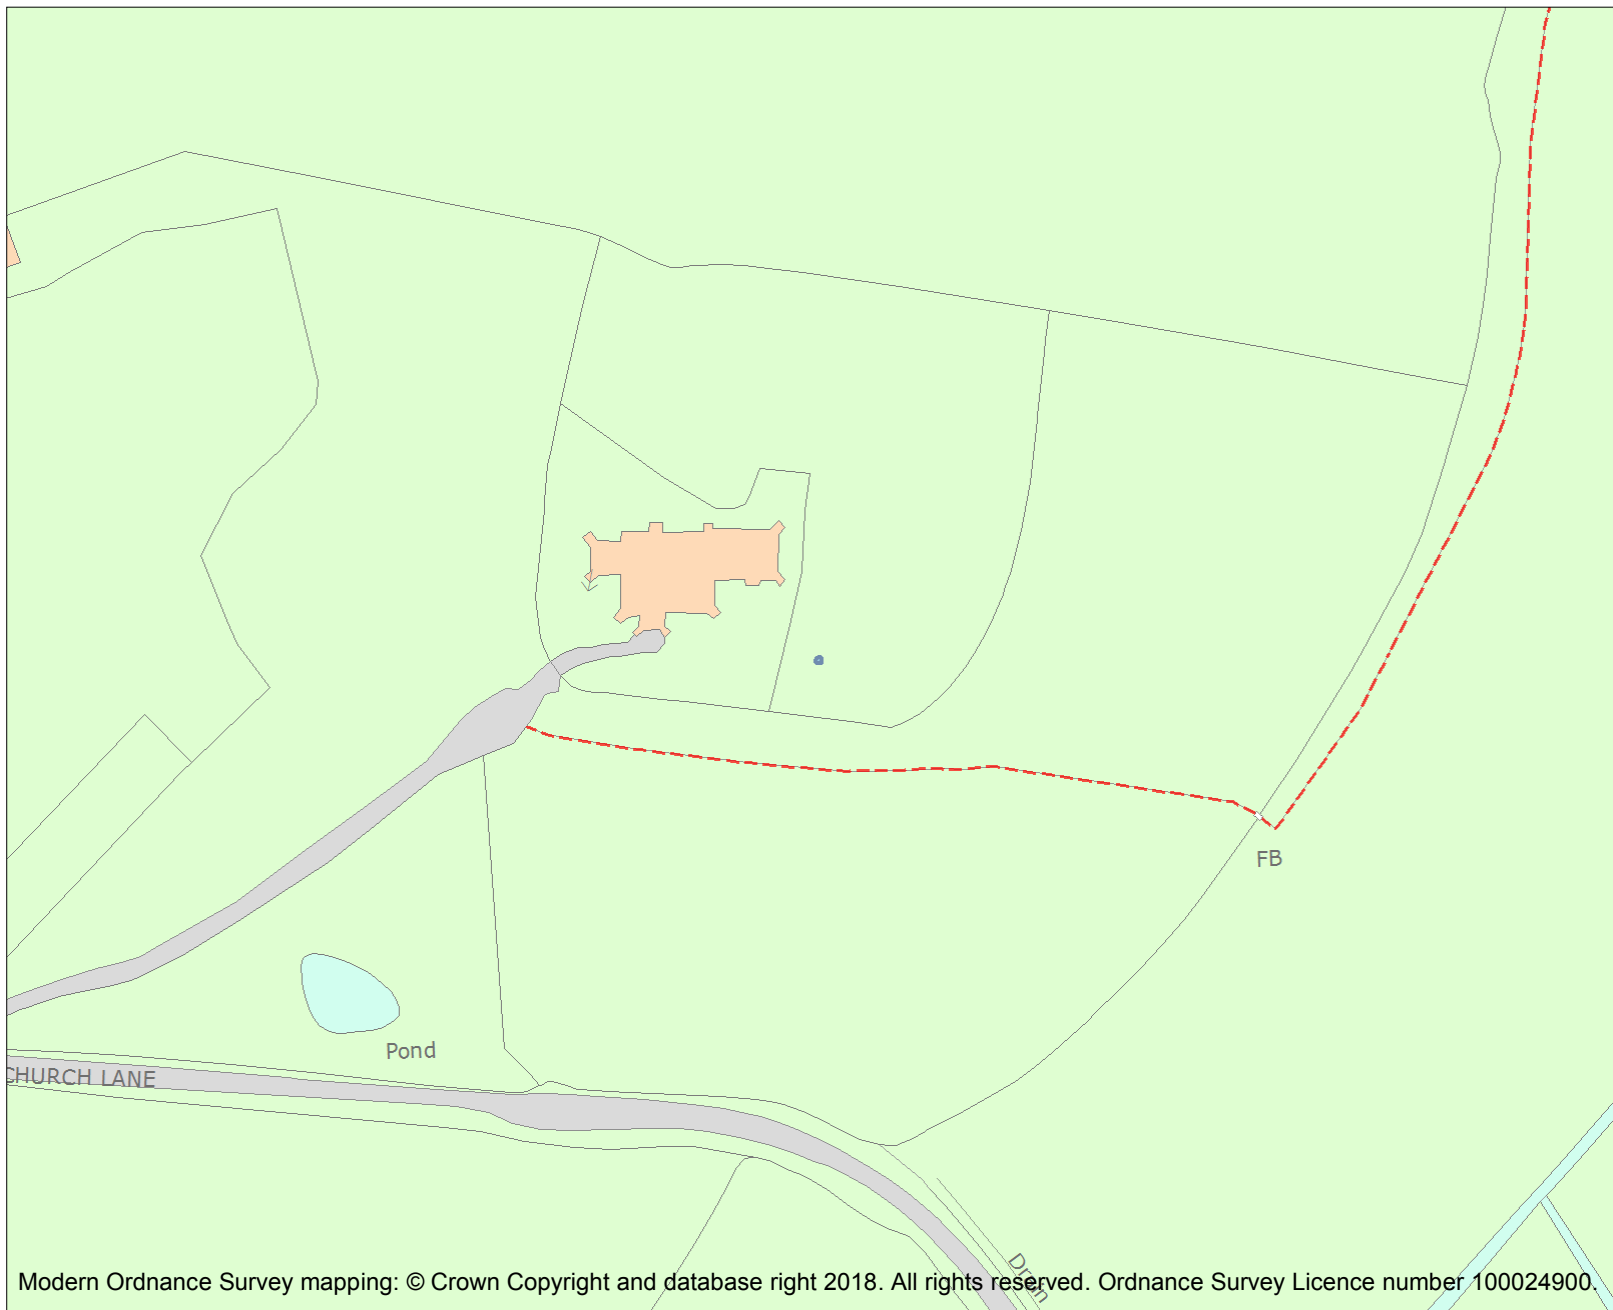 FB
Pond
CHURCH LANE
Drain
Modern Ordnance Survey mapping: © Crown Copyright and database right 2018. All rights reserved. Ordnance Survey Licence number 100024900.